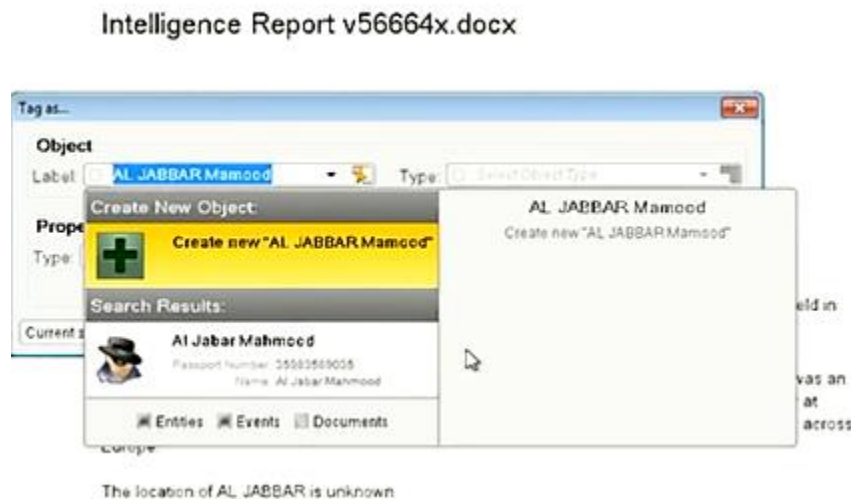 Intelligence Report v56664x.docx
Tag as...
Object
Label: AL JABBAR Mamood Type: Select Object Type
Create New Object:
AL JABBAR Mamood
Create new "AL JABBAR Mamood"
Create new "AL JABBAR Mamood"
Prope
Type:
Search Results:
eld in
Current s
Al Jabar Mahmood
Passport Number:
Name: Al Jabar Mahmood
was an
at
Entities Events Documents
across
Europe
The location of AL JABBAR is unknown